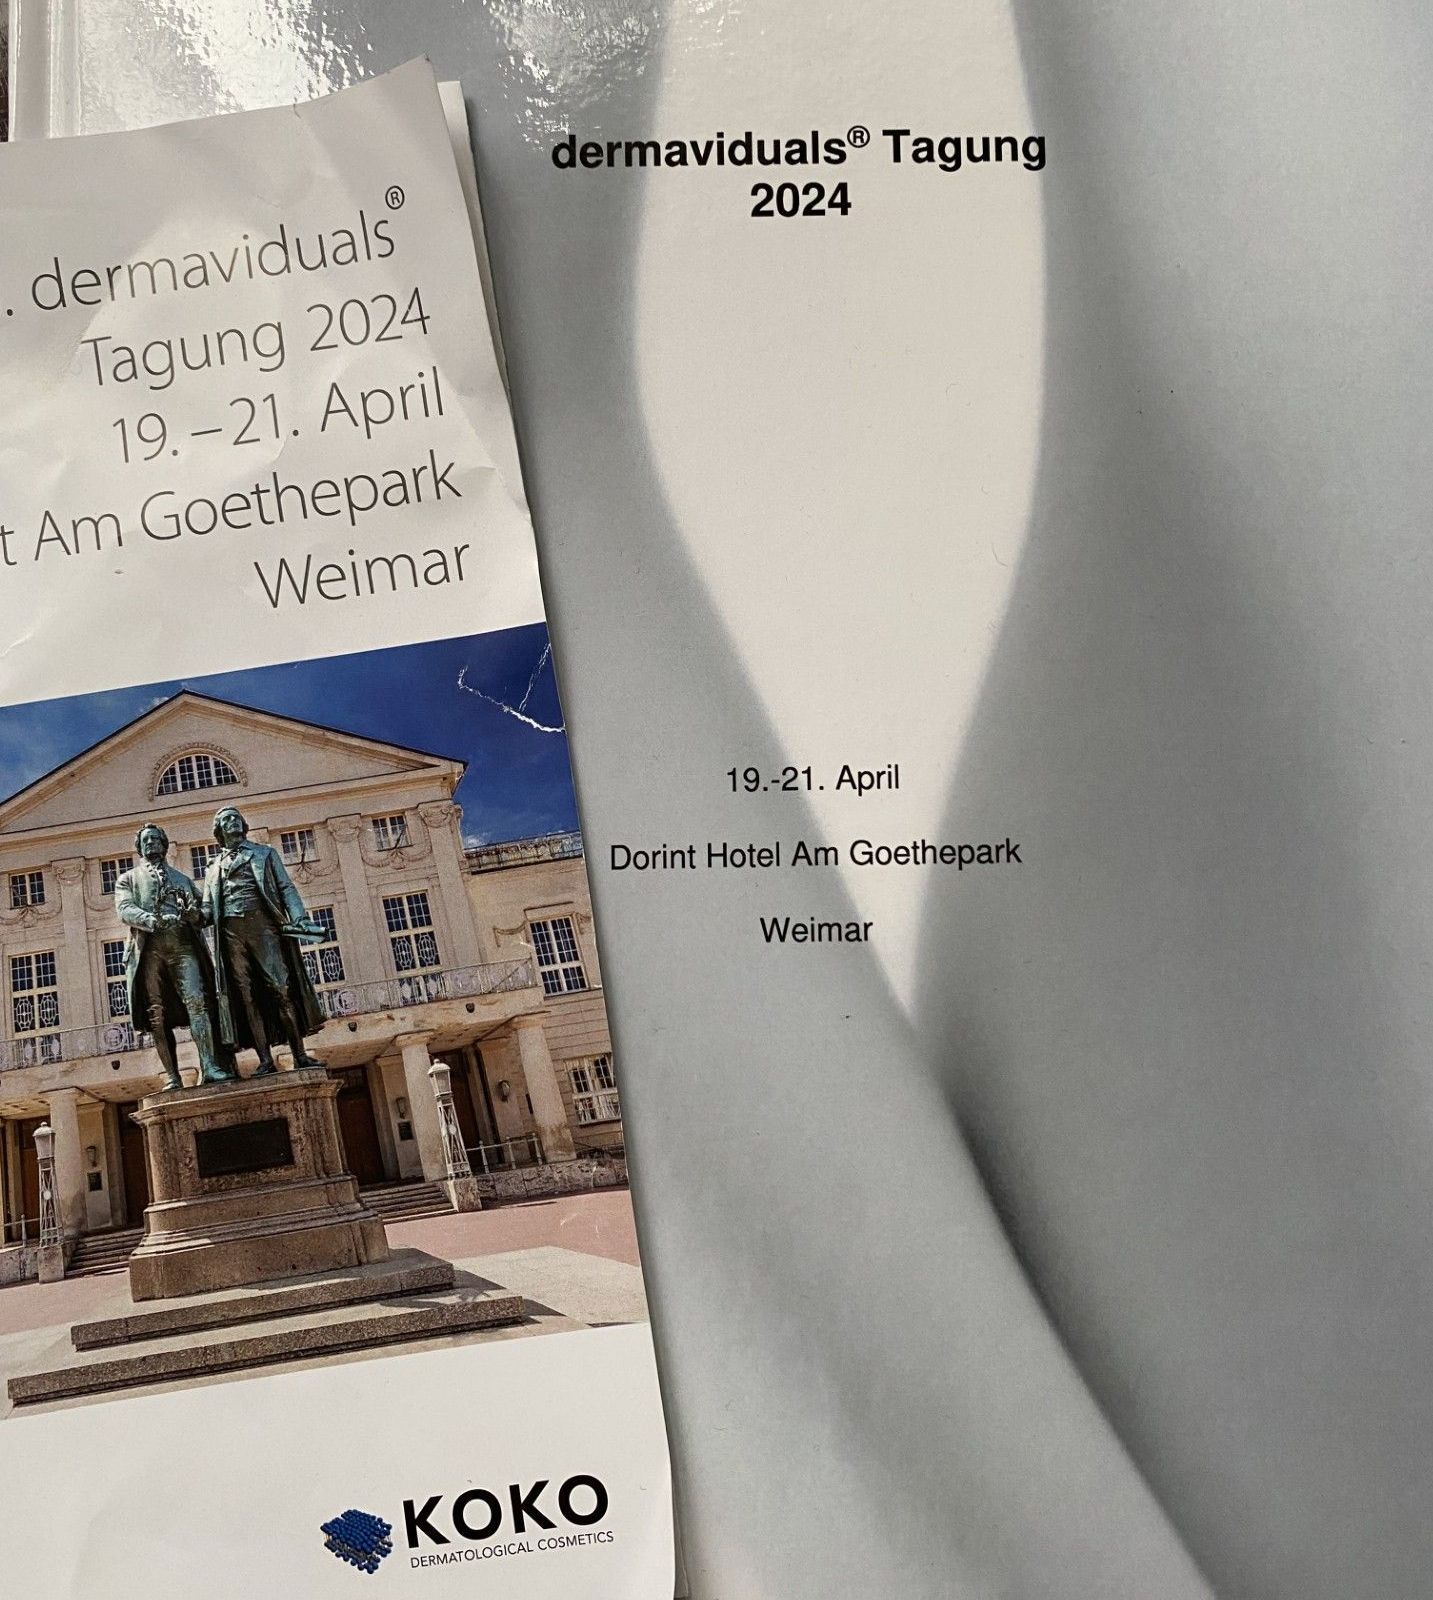 . dermaviduals®
Tagung 2024
19. – 21. April
t Am Goethepark
Weimar
KOKO
DERMATOLOGICAL COSMETICS
dermaviduals® Tagung
2024
19.-21. April
Dorint Hotel Am Goethepark
Weimar